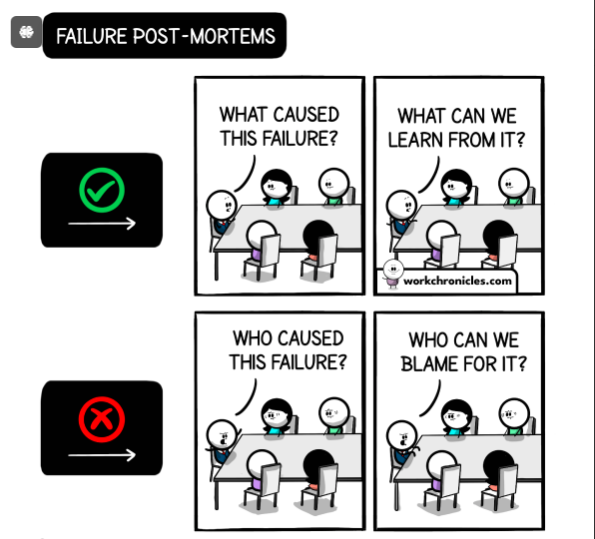 FAILURE POST-MORTEMS
WHAT CAUSED
THIS FAILURE?
WHAT CAN WE
LEARN FROM IT?
workchronicles.com
WHO CAUSED
THIS FAILURE?
WHO CAN WE
BLAME FOR IT?